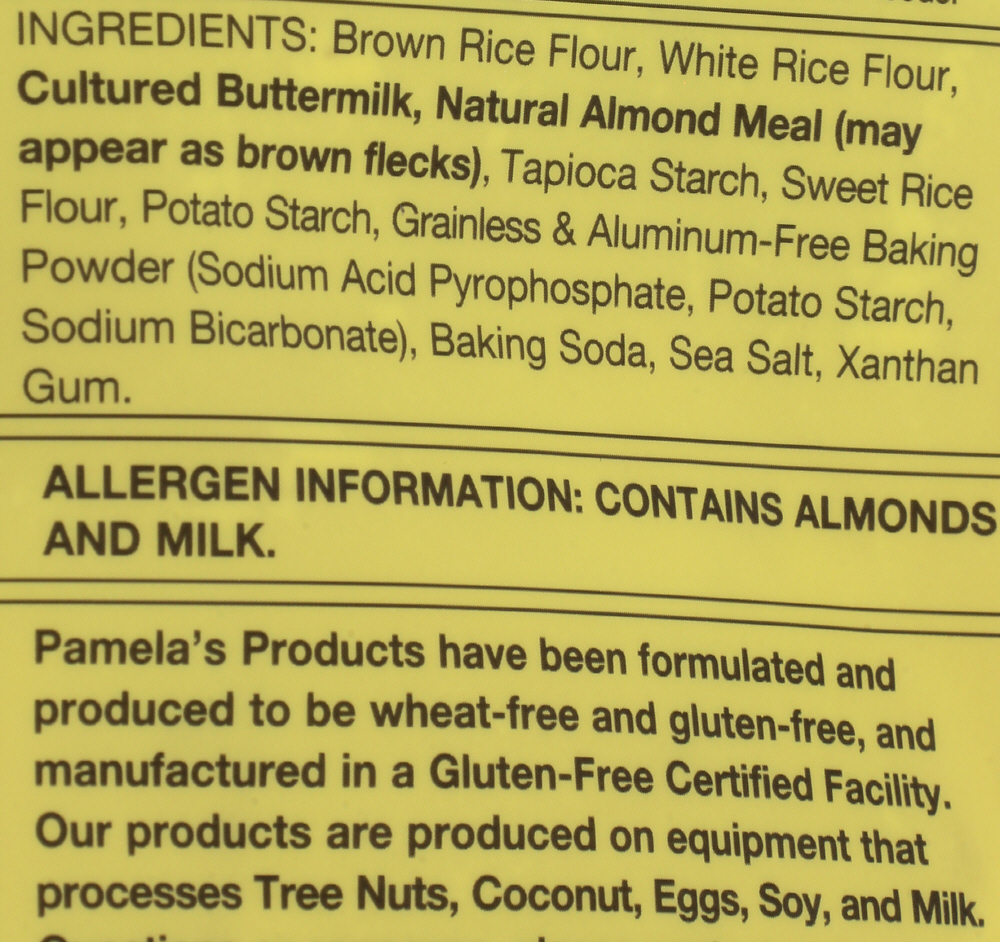 INGREDIENTS: Brown Rice Flour, White Rice Flour,
Cultured Buttermilk, Natural Almond Meal (may
appear as brown flecks), Tapioca Starch, Sweet Rice
Flour, Potato Starch, Grainless & Aluminum-Free Baking
Powder (Sodium Acid Pyrophosphate, Potato Starch,
Sodium Bicarbonate), Baking Soda, Sea Salt, Xanthan
Gum.
ALLERGEN INFORMATION: CONTAINS ALMONDS
AND MILK.
Pamela's Products have been formulated and
produced to be wheat-free and gluten-free, and
manufactured in a Gluten-Free Certified Facility.
Our products are produced on equipment that
processes Tree Nuts, Coconut, Eggs, Soy, and Milk.